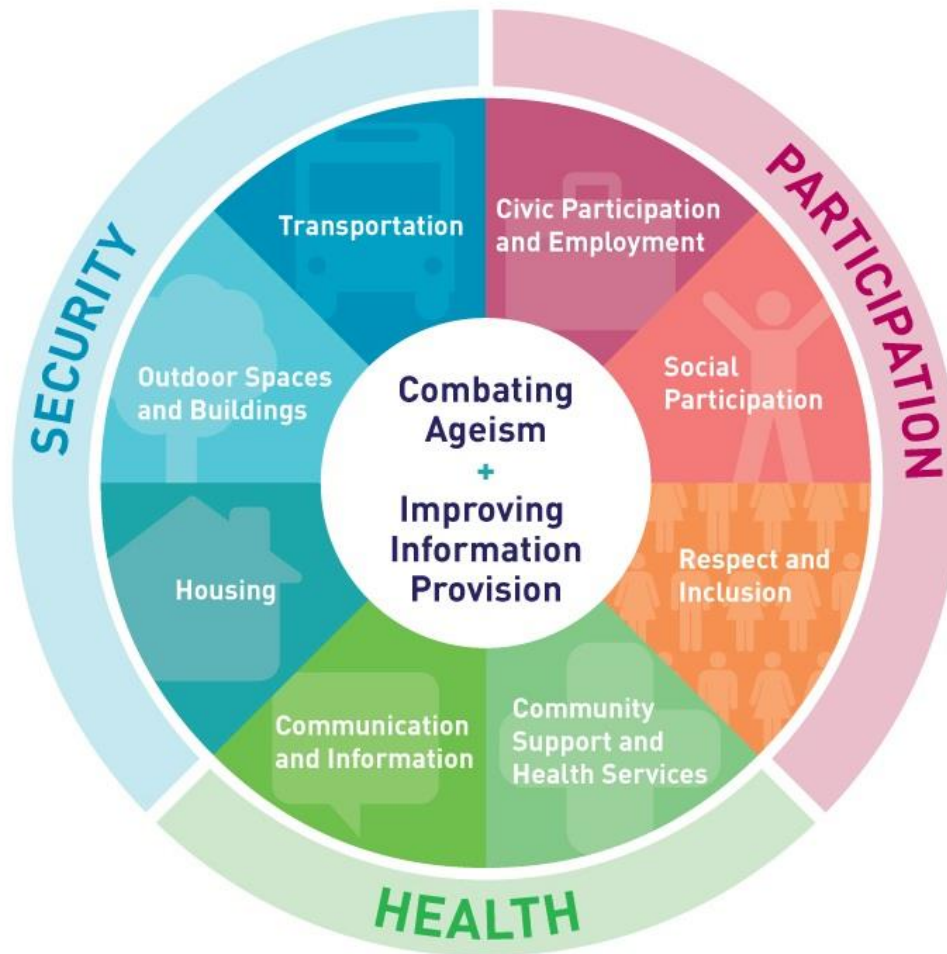 SECURITY
PARTICIPATION
HEALTH
Transportation
Civic Participation
and Employment
Social
Participation
Respect and
Inclusion
Community
Support and
Health Services
Communication
and Information
Housing
Outdoor Spaces
and Buildings
Combating
Ageism
+
Improving
Information
Provision